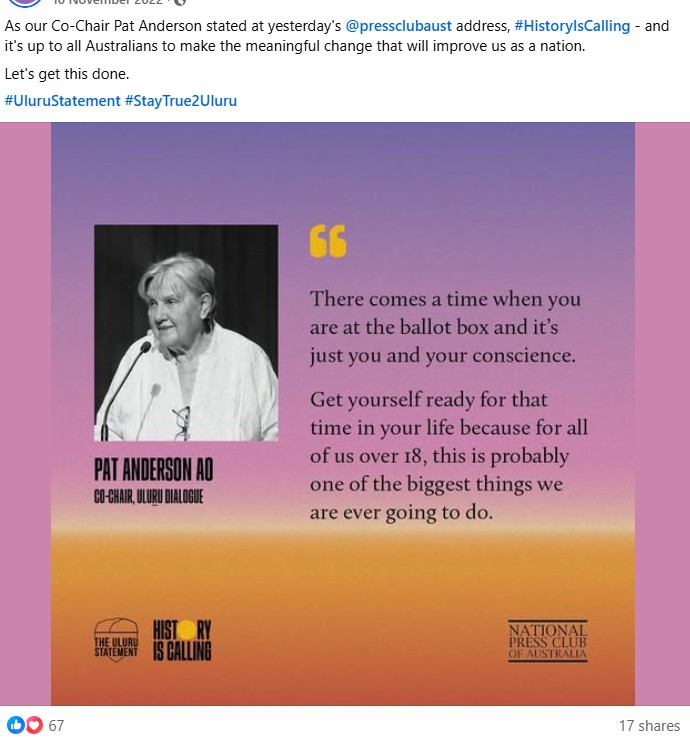 10 November 2022
As our Co-Chair Pat Anderson stated at yesterday's @pressclubaust address, #HistoryIsCalling - and
it's up to all Australians to make the meaningful change that will improve us as a nation.
Let's get this done.
#UluruStatement #StayTrue2Uluru
“
There comes a time when you
are at the ballot box and it’s
just you and your conscience.
Get yourself ready for that
time in your life because for all
of us over 18, this is probably
one of the biggest things we
are ever going to do.
PAT ANDERSON AO
CO-CHAIR, ULURU DIALOGUE
THE ULURU
STATEMENT
HISTORY
IS CALLING
NATIONAL
PRESS CLUB
OF AUSTRALIA
67
17 shares